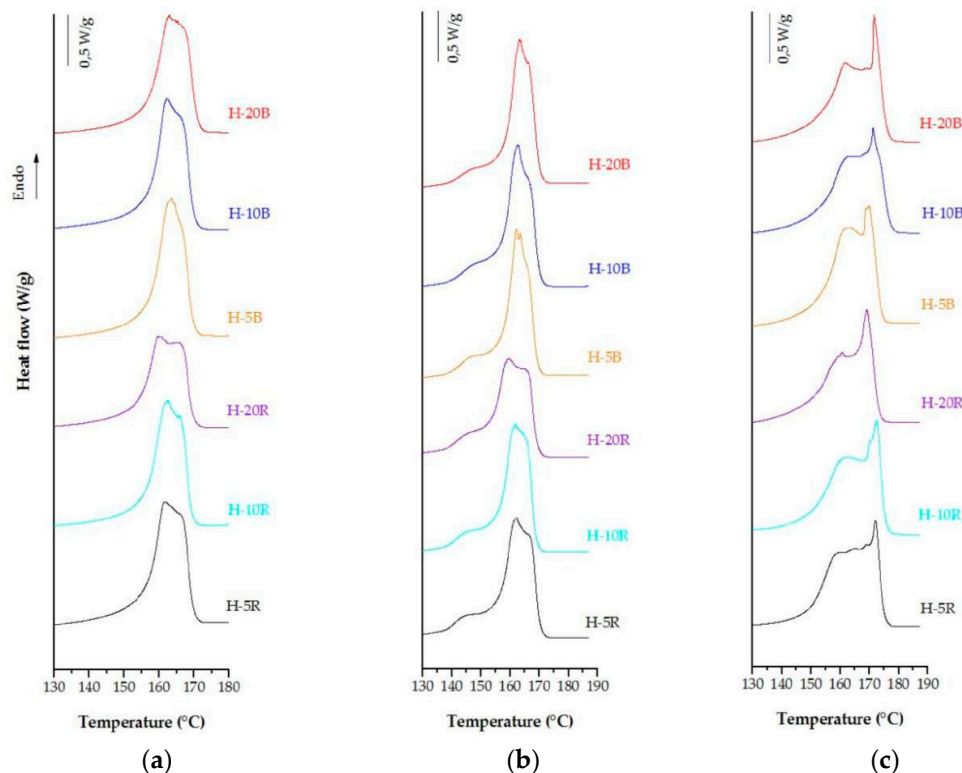 0,5 W/g
H-20B
H-10B
H-5B
H-20R
H-10R
H-5R
Endo
Heat flow (W/g)
130 140 150 160 170 180
Temperature (°C)
(a)
0,5 W/g
H-20B
H-10B
H-5B
H-20R
H-10R
H-5R
130 140 150 160 170 180 190
Temperature (°C)
(b)
0,5 W/g
H-20B
H-10B
H-5B
H-20R
H-10R
H-5R
130 140 150 160 170 180 190
Temperature (°C)
(c)